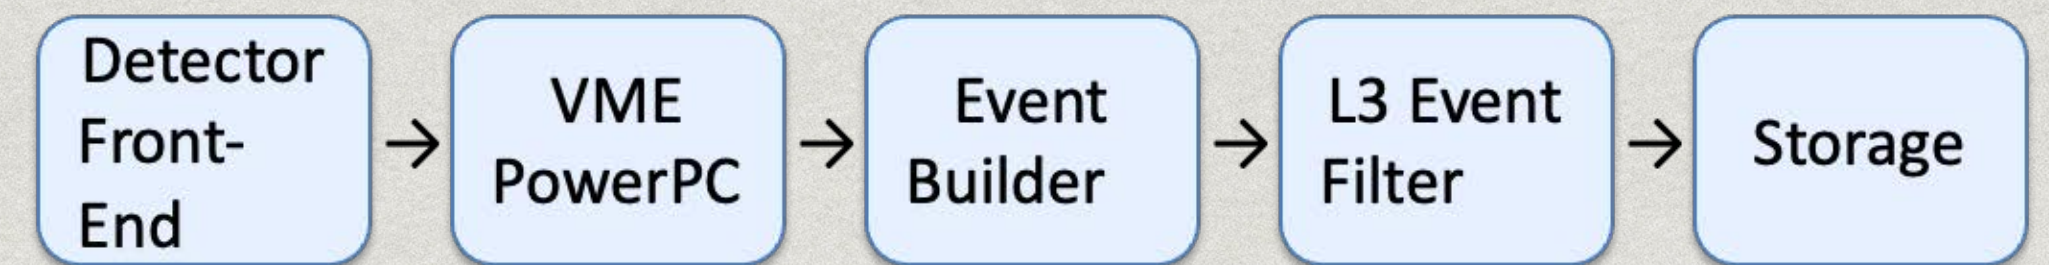 Detector
Front-
End
→
VME
PowerPC
→
Event
Builder
→
L3 Event
Filter
→
Storage